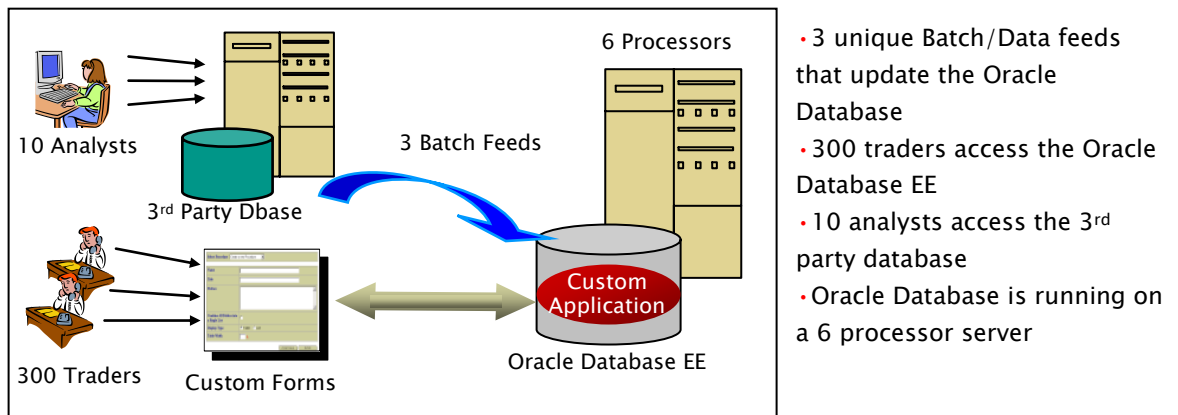 6 Processors
10 Analysts
3 Batch Feeds
3rd Party Dbase
Custom
Application
300 Traders
Custom Forms
Oracle Database EE
• 3 unique Batch/Data feeds
that update the Oracle
Database
• 300 traders access the Oracle
Database EE
• 10 analysts access the 3rd
party database
• Oracle Database is running on
a 6 processor server